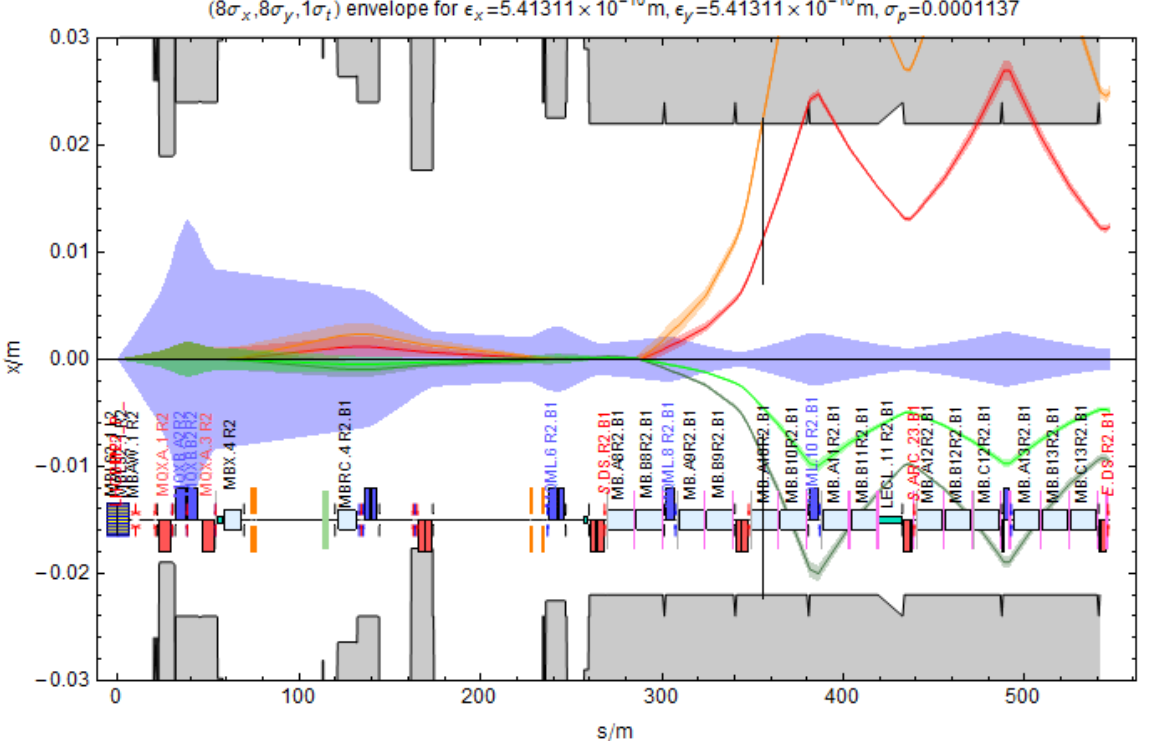 (8σx,8σy,1σt) envelope for ϵx=5.41311×10⁻¹⁰m, ϵy=5.41311×10⁻¹⁰m, σp=0.0001137
x/m
0.03
0.02
0.01
0.00
−0.01
−0.02
−0.03
MBAW.1.R2
MQXA.1.R2
MQXB.A2R2
MQXB.B2R2
MQXA.3.R2
MBX.4.R2
MBRC.4.R2.B1
QML.6.R2.B1
S.DS.R2.B1
MB.A8R2.B1
MB.B8R2.B1
QML.8.R2.B1
MB.A9R2.B1
MB.B9R2.B1
MB.A10R2.B1
MB.B10R2.B1
QML.10.R2.B1
MB.A11R2.B1
MB.B11R2.B1
LECL.11.R2.B1
S.ARC.23.B1
MB.A12R2.B1
MB.B12R2.B1
MB.C12R2.B1
MB.A13R2.B1
MB.B13R2.B1
MB.C13R2.B1
E.DS.R2.B1
0 100 200 300 400 500
s/m